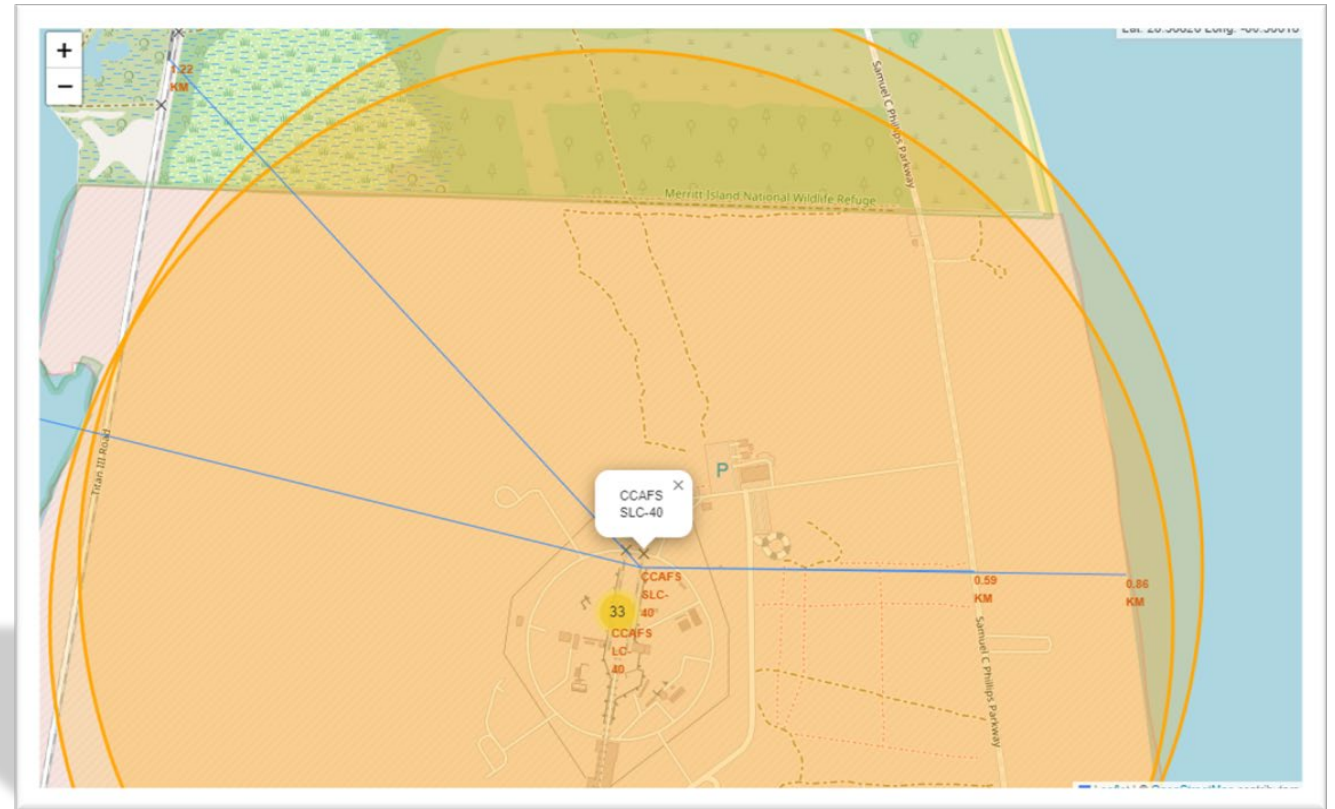 +
−
1.22
KM
Samuel C Phillips Parkway
Merritt Island National Wildlife Refuge
Titan III Road
P
CCAFS
SLC-40
×
CCAFS
SLC-
40
33
CCAFS
LC-
40
0.59
KM
0.86
KM
Samuel C Phillips Parkway